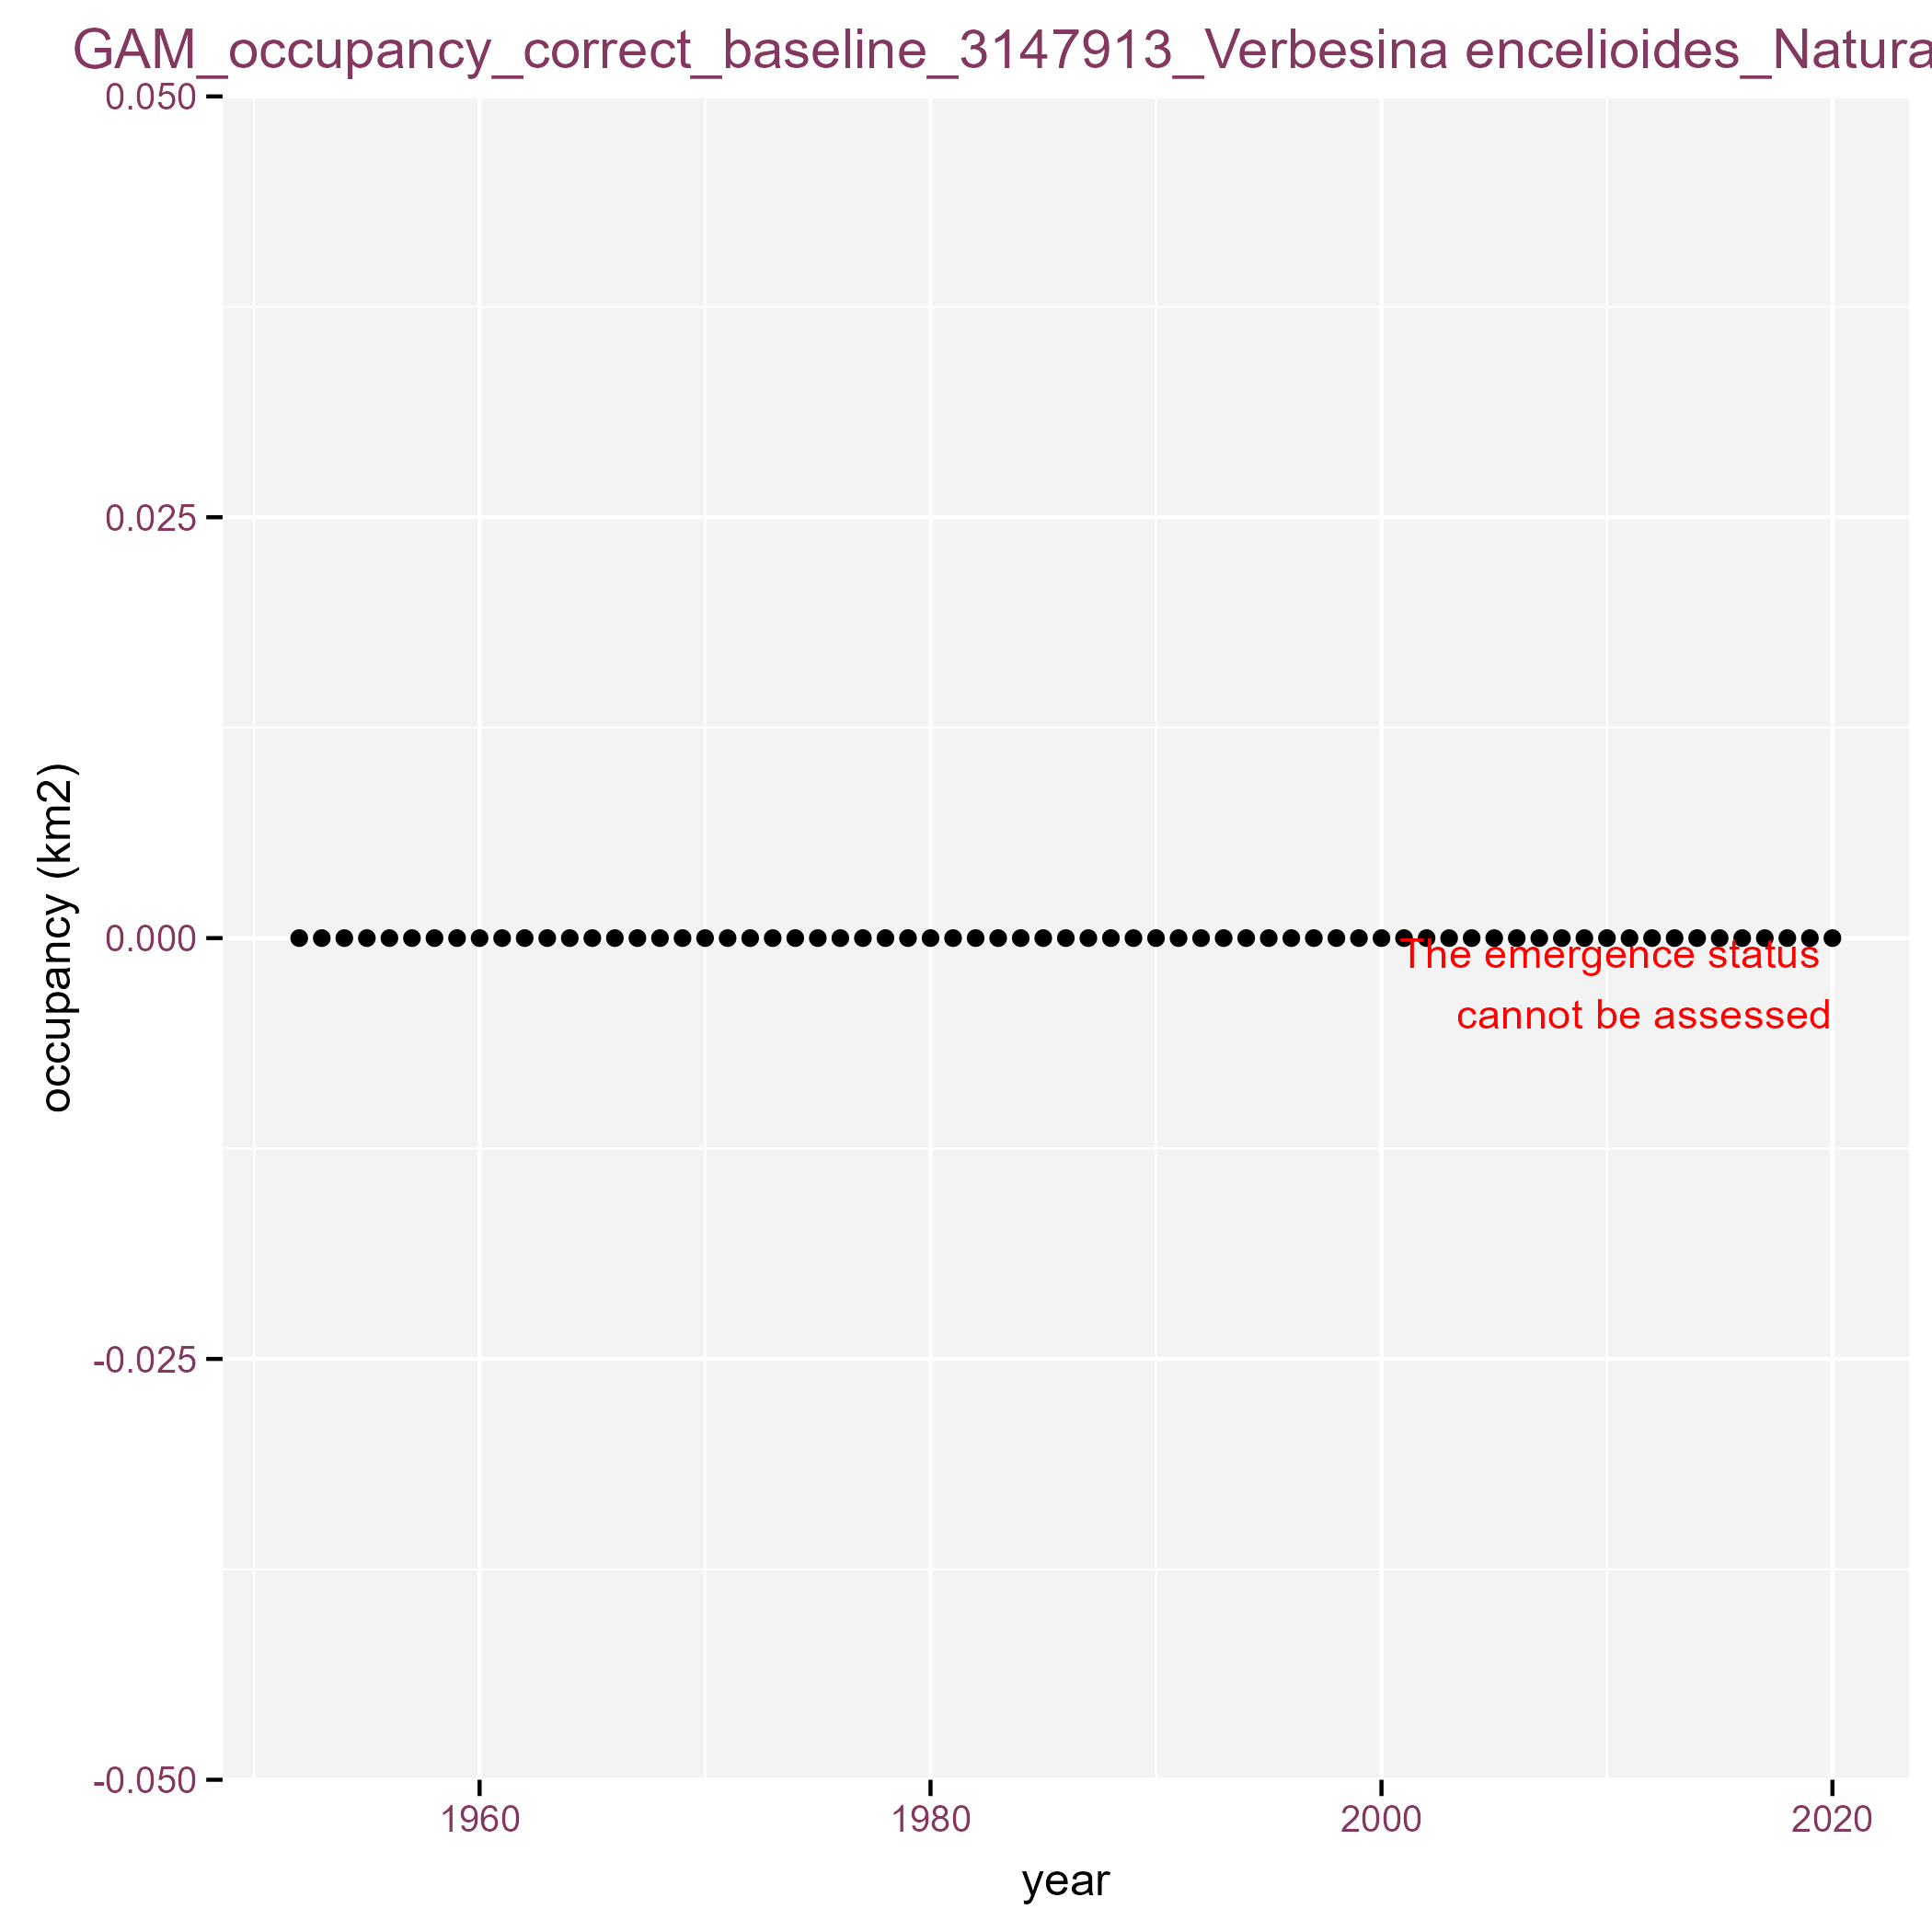 GAM_occupancy_correct_baseline_3147913_Verbesina encelioides_Natura
0.050
0.025
0.000
-0.025
-0.050
occupancy (km2)
The emergence status
cannot be assessed
1960 1980 2000 2020
year